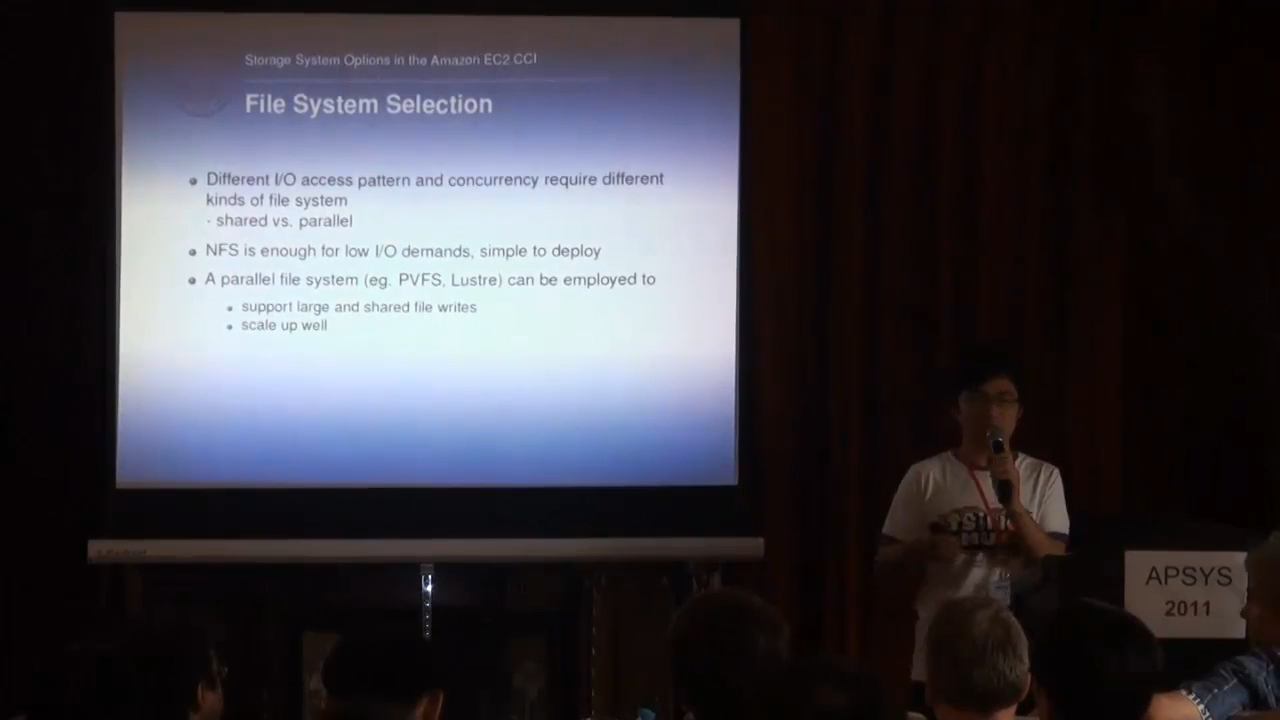 Storage System Options in the Amazon EC2 CCI
File System Selection
Different I/O access pattern and concurrency require different
kinds of file system
- shared vs. parallel
NFS is enough for low I/O demands, simple to deploy
A parallel file system (eg. PVFS, Lustre) can be employed to
support large and shared file writes
scale up well
APSYS
2011